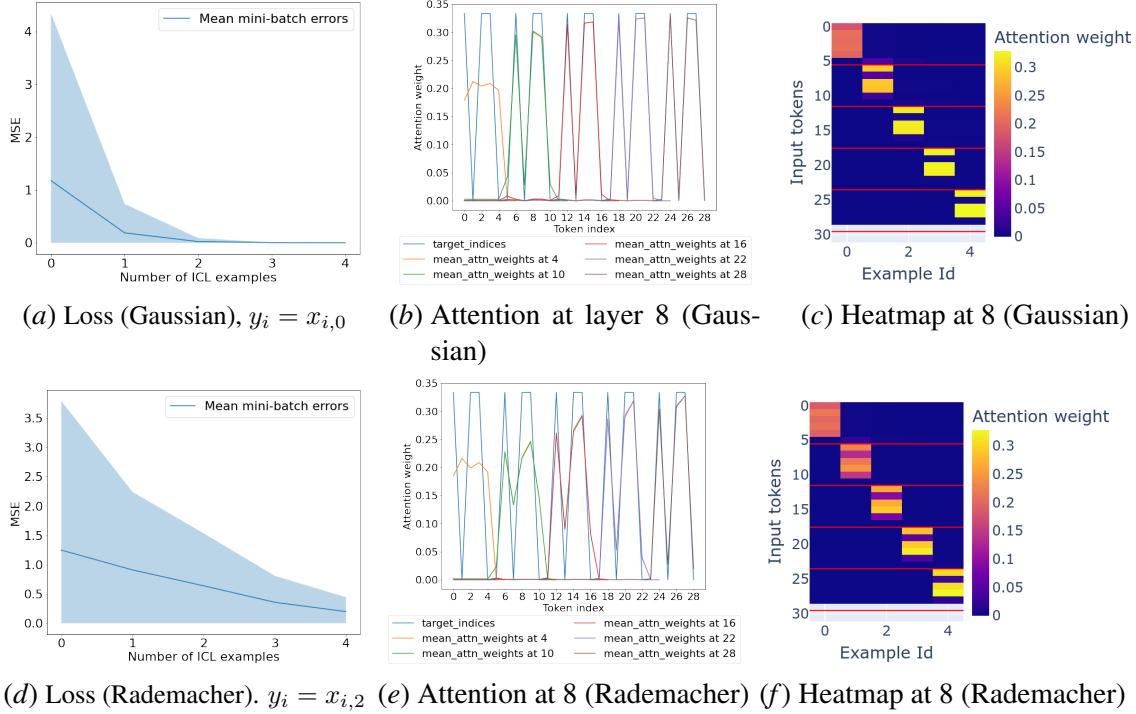 4
3
2
1
0
MSE
Mean mini-batch errors
0 1 2 3 4
Number of ICL examples
0.35
0.30
0.25
0.20
0.15
0.10
0.05
0.00
Attention weight
0 2 4 6 8 10 12 14 16 18 20 22 24 26 28
Token index
target_indices
mean_attn_weights at 4
mean_attn_weights at 10
mean_attn_weights at 16
mean_attn_weights at 22
mean_attn_weights at 28
0
5
10
15
20
25
30
Input tokens
0 2 4
Example Id
Attention weight
0.3
0.25
0.2
0.15
0.1
0.05
0
(a) Loss (Gaussian), y_i = x_{i,0}
(b) Attention at layer 8 (Gaus-
sian)
(c) Heatmap at 8 (Gaussian)
3.5
3.0
2.5
2.0
1.5
1.0
0.5
0.0
MSE
Mean mini-batch errors
0 1 2 3 4
Number of ICL examples
0.35
0.30
0.25
0.20
0.15
0.10
0.05
0.00
Attention weight
0 2 4 6 8 10 12 14 16 18 20 22 24 26 28
Token index
target_indices
mean_attn_weights at 4
mean_attn_weights at 10
mean_attn_weights at 16
mean_attn_weights at 22
mean_attn_weights at 28
0
5
10
15
20
25
30
Input tokens
0 2 4
Example Id
Attention weight
0.3
0.25
0.2
0.15
0.1
0.05
0
(d) Loss (Rademacher). y_i = x_{i,2}
(e) Attention at 8 (Rademacher)
(f) Heatmap at 8 (Rademacher)